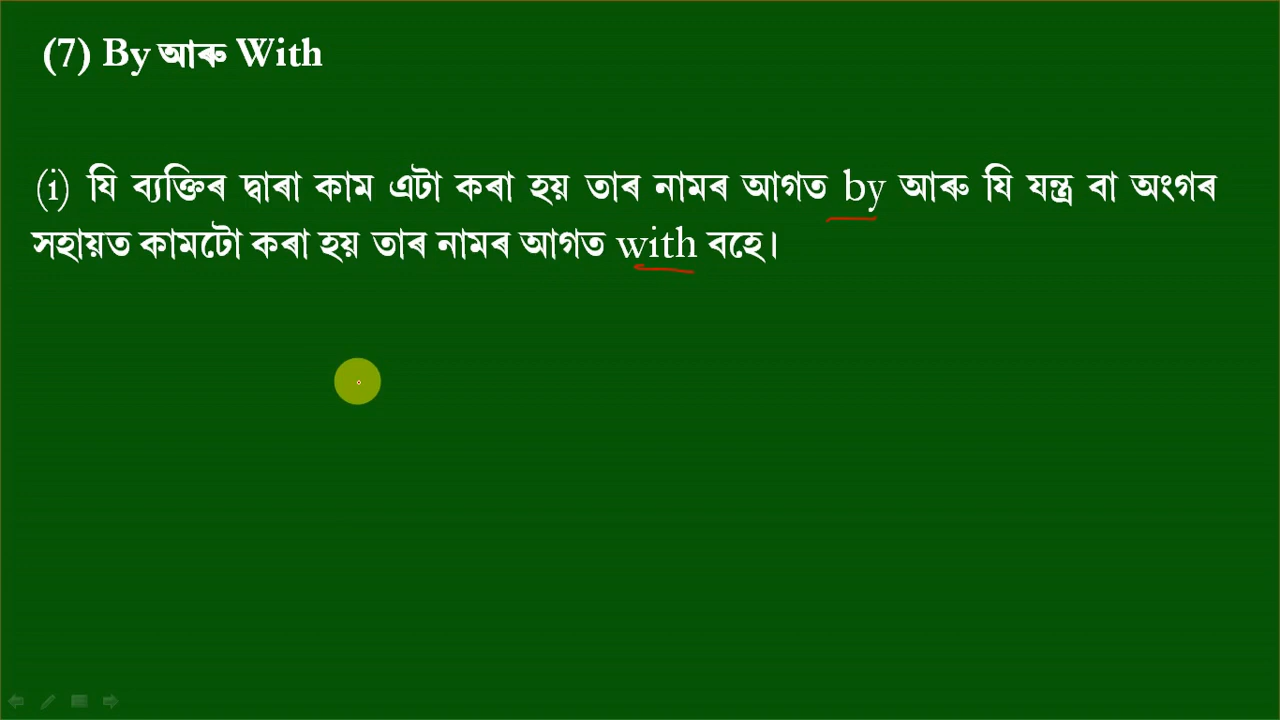 (7) By আৰু With
(i) যি ব্যক্তিৰ দ্বাৰা কাম এটা কৰা হয় তাৰ নামৰ আগত by আৰু যি যন্ত্ৰ বা অংগৰ
সহায়ত কামটো কৰা হয় তাৰ নামৰ আগত with বহে।